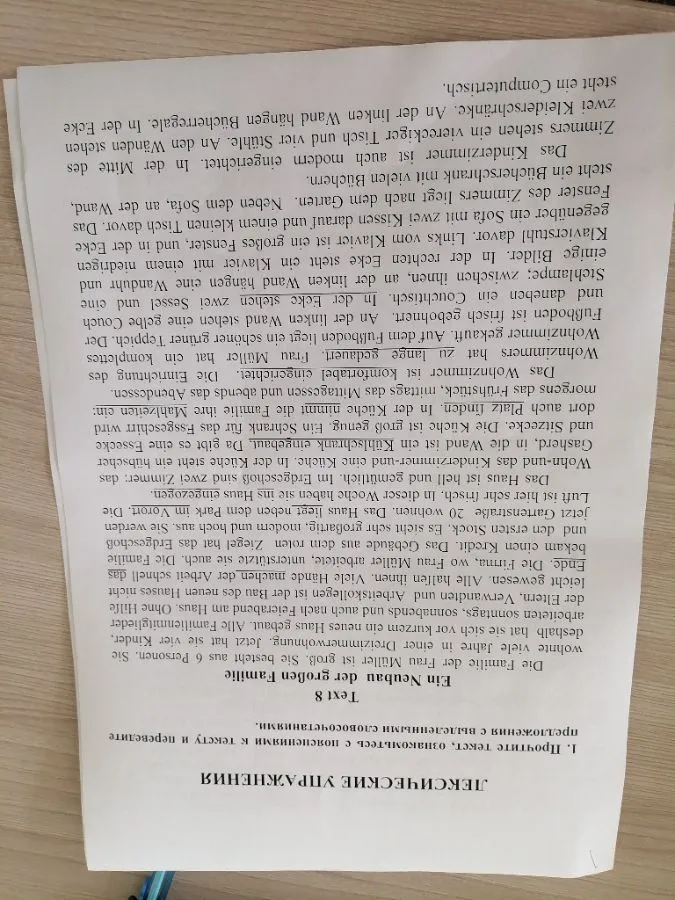 ЛЕКСИЧЕСКИЕ УПРАЖНЕНИЯ
1. Прочтите текст, ознакомьтесь с пояснениями к тексту и переведите
предложения с выделенными словосочетаниями.
Text 8
Ein Neubau der großen Familie
Die Familie der Frau Müller ist groß. Sie besteht aus 6 Personen. Sie
wohnte viele Jahre in einer Dreizimmerwohnung. Jetzt hat sie vier Kinder,
deshalb hat sie sich vor kurzem ein neues Haus gebaut. Alle Familienmitglieder
arbeiteten sonntags, sonnabends und auch nach Feierabend am Haus. Ohne Hilfe
der Eltern, Verwandten und Arbeitskollegen ist der Bau des neuen Hauses nicht
leicht gewesen. Alle halfen ihnen. Viele Hände machen der Arbeit schnell das
Ende. Die Firma, wo Frau Müller arbeitete, unterstützte sie auch. Die Familie
bekam einen Kredit. Das Gebäude aus dem roten Ziegel hat das Erdgeschoß
und den ersten Stock. Es sieht sehr großartig, modern und hoch aus. Sie werden
jetzt Gartenstraße 20 wohnen. Das Haus liegt neben dem Park im Vorort. Die
Luft ist hier sehr frisch. In dieser Woche haben sie ins Haus eingezogen.
Das Haus ist hell und gemütlich. Im Erdgeschoß sind zwei Zimmer das
Wohn-und das Kinderzimmer-und eine Küche. In der Küche steht ein hübscher
Gasherd, in die Wand ist ein Kühlschrank eingebaut. Da gibt es eine Essecke
und Sitzecke. Die Küche ist groß genug. Ein Schrank für das Essgeschirr wird
dort auch Platz finden. In der Küche nimmt die Familie ihre Mahlzeiten ein:
morgens das Frühstück, mittags das Mittagessen und abends das Abendessen.
Das Wohnzimmer ist komfortabel eingerichtet. Die Einrichtung des
Wohnzimmers hat zu lange gedauert. Frau Müller hat ein komplettes
Wohnzimmer gekauft. Auf dem Fußboden liegt ein schöner grüner Teppich. Der
Fußboden ist frisch gebohnert. An der linken Wand stehen eine gelbe Couch
und daneben ein Couchtisch. In der Ecke stehen zwei Sessel und eine
Stehlampe; zwischen ihnen, an der linken Wand hängen eine Wanduhr und
einige Bilder. In der rechten Ecke steht ein Klavier mit einem niedrigen
Klavierstuhl davor. Links vom Klavier ist ein großes Fenster, und in der Ecke
gegenüber ein Sofa mit zwei Kissen darauf und einem kleinen Tisch davor. Das
Fenster des Zimmers liegt nach dem Garten. Neben dem Sofa, an der Wand,
steht ein Bücherschrank mit vielen Büchern.
Das Kinderzimmer ist auch modern eingerichtet. In der Mitte des
Zimmers stehen ein viereckiger Tisch und vier Stühle. An den Wänden stehen
zwei Kleiderschränke. An der linken Wand hängen Bücherregale. In der Ecke
steht ein Computertisch.